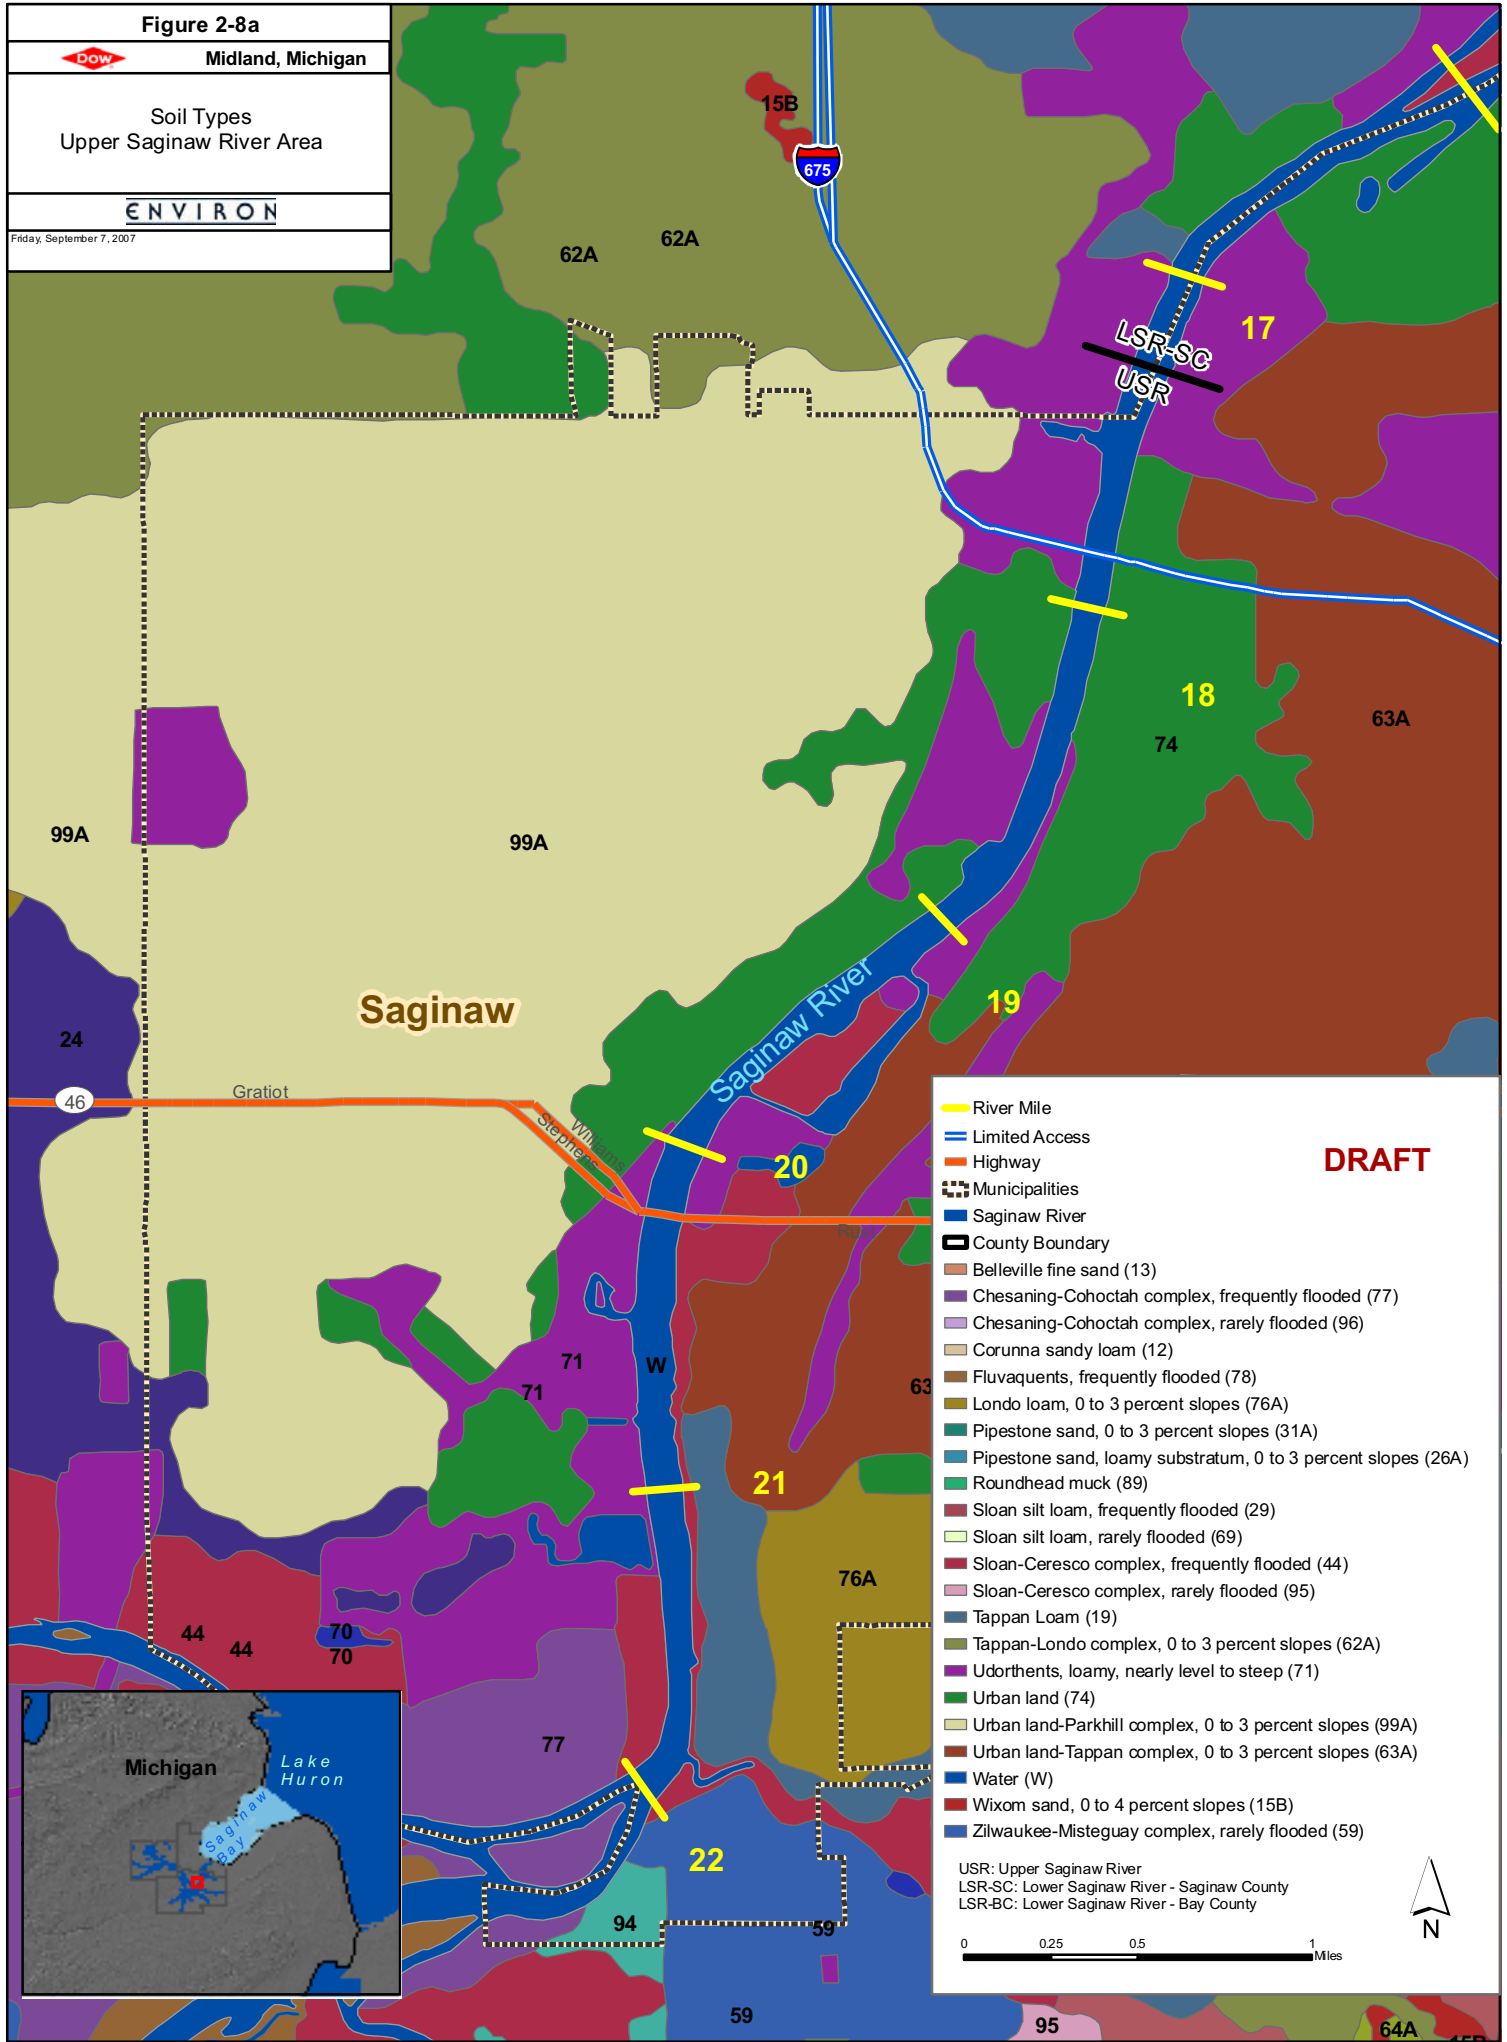 Figure 2-8a
DOW
Midland, Michigan
Soil Types
Upper Saginaw River Area
ENVIRON
Friday, September 7, 2007
15B
675
62A
62A
17
LSR-SC
USR
18
74
63A
99A
99A
24
Saginaw
19
Saginaw River
46
Gratiot
Williams
Stephens
20
71
71
W
63
21
76A
44
44
70
70
77
22
94
59
59
95
64A
15B
Michigan
Lake
Huron
Saginaw
Bay
River Mile
Limited Access
Highway
Municipalities
Saginaw River
County Boundary
Belleville fine sand (13)
Chesaning-Cohoctah complex, frequently flooded (77)
Chesaning-Cohoctah complex, rarely flooded (96)
Corunna sandy loam (12)
Fluvaquents, frequently flooded (78)
Londo loam, 0 to 3 percent slopes (76A)
Pipestone sand, 0 to 3 percent slopes (31A)
Pipestone sand, loamy substratum, 0 to 3 percent slopes (26A)
Roundhead muck (89)
Sloan silt loam, frequently flooded (29)
Sloan silt loam, rarely flooded (69)
Sloan-Ceresco complex, frequently flooded (44)
Sloan-Ceresco complex, rarely flooded (95)
Tappan Loam (19)
Tappan-Londo complex, 0 to 3 percent slopes (62A)
Udorthents, loamy, nearly level to steep (71)
Urban land (74)
Urban land-Parkhill complex, 0 to 3 percent slopes (99A)
Urban land-Tappan complex, 0 to 3 percent slopes (63A)
Water (W)
Wixom sand, 0 to 4 percent slopes (15B)
Zilwaukee-Misteguay complex, rarely flooded (59)
DRAFT
USR: Upper Saginaw River
LSR-SC: Lower Saginaw River - Saginaw County
LSR-BC: Lower Saginaw River - Bay County
N
0 0.25 0.5 1
Miles